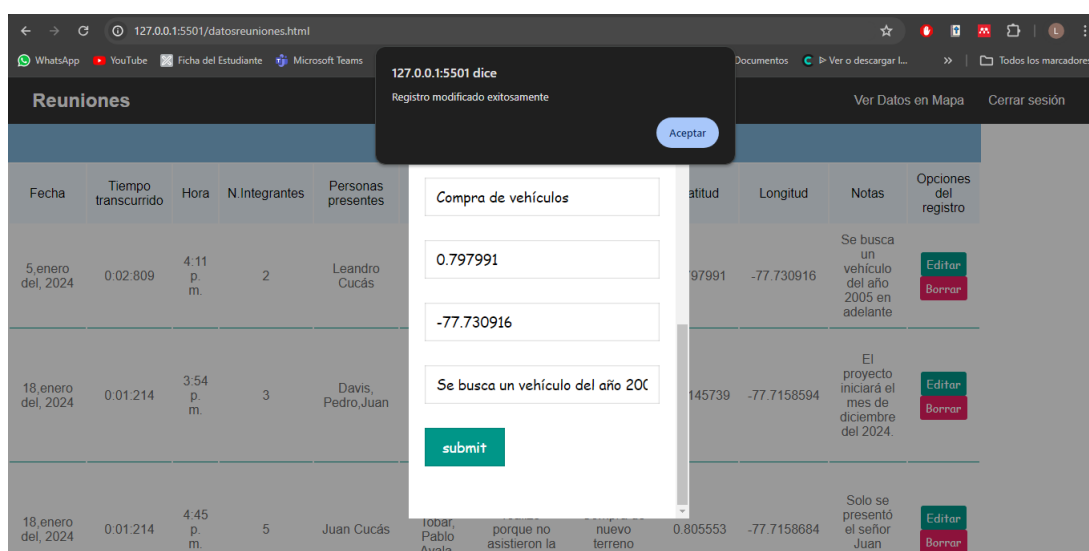 127.0.0.1:5501/datosreuniones.html
WhatsApp YouTube Ficha del Estudiante Microsoft Teams Documentos Ver o descargar l... Todos los marcadores
127.0.0.1:5501 dice
Registro modificado exitosamente
Aceptar
Reuniones Ver Datos en Mapa Cerrar sesión
Fecha Tiempo transcurrido Hora N.Integrantes Personas presentes Longitud Notas Opciones del registro
Compra de vehículos
0.797991
-77.730916
Se busca un vehículo del año 200
submit
5,enero del, 2024 0:02:809 4:11 p. m. 2 Leandro Cucás 797991 -77.730916 Se busca un vehículo del año 2005 en adelante Editar Borrar
18,enero del, 2024 0:01:214 3:54 p. m. 3 Davis, Pedro,Juan 145739 -77.7158594 El proyecto iniciará el mes de diciembre del 2024. Editar Borrar
18,enero del, 2024 0:01:214 4:45 p. m. 5 Juan Cucás Tobar, Pablo Ayala porque no asistieron la nuevo terreno 0.805553 -77.7158684 Solo se presentó el señor Juan Editar Borrar